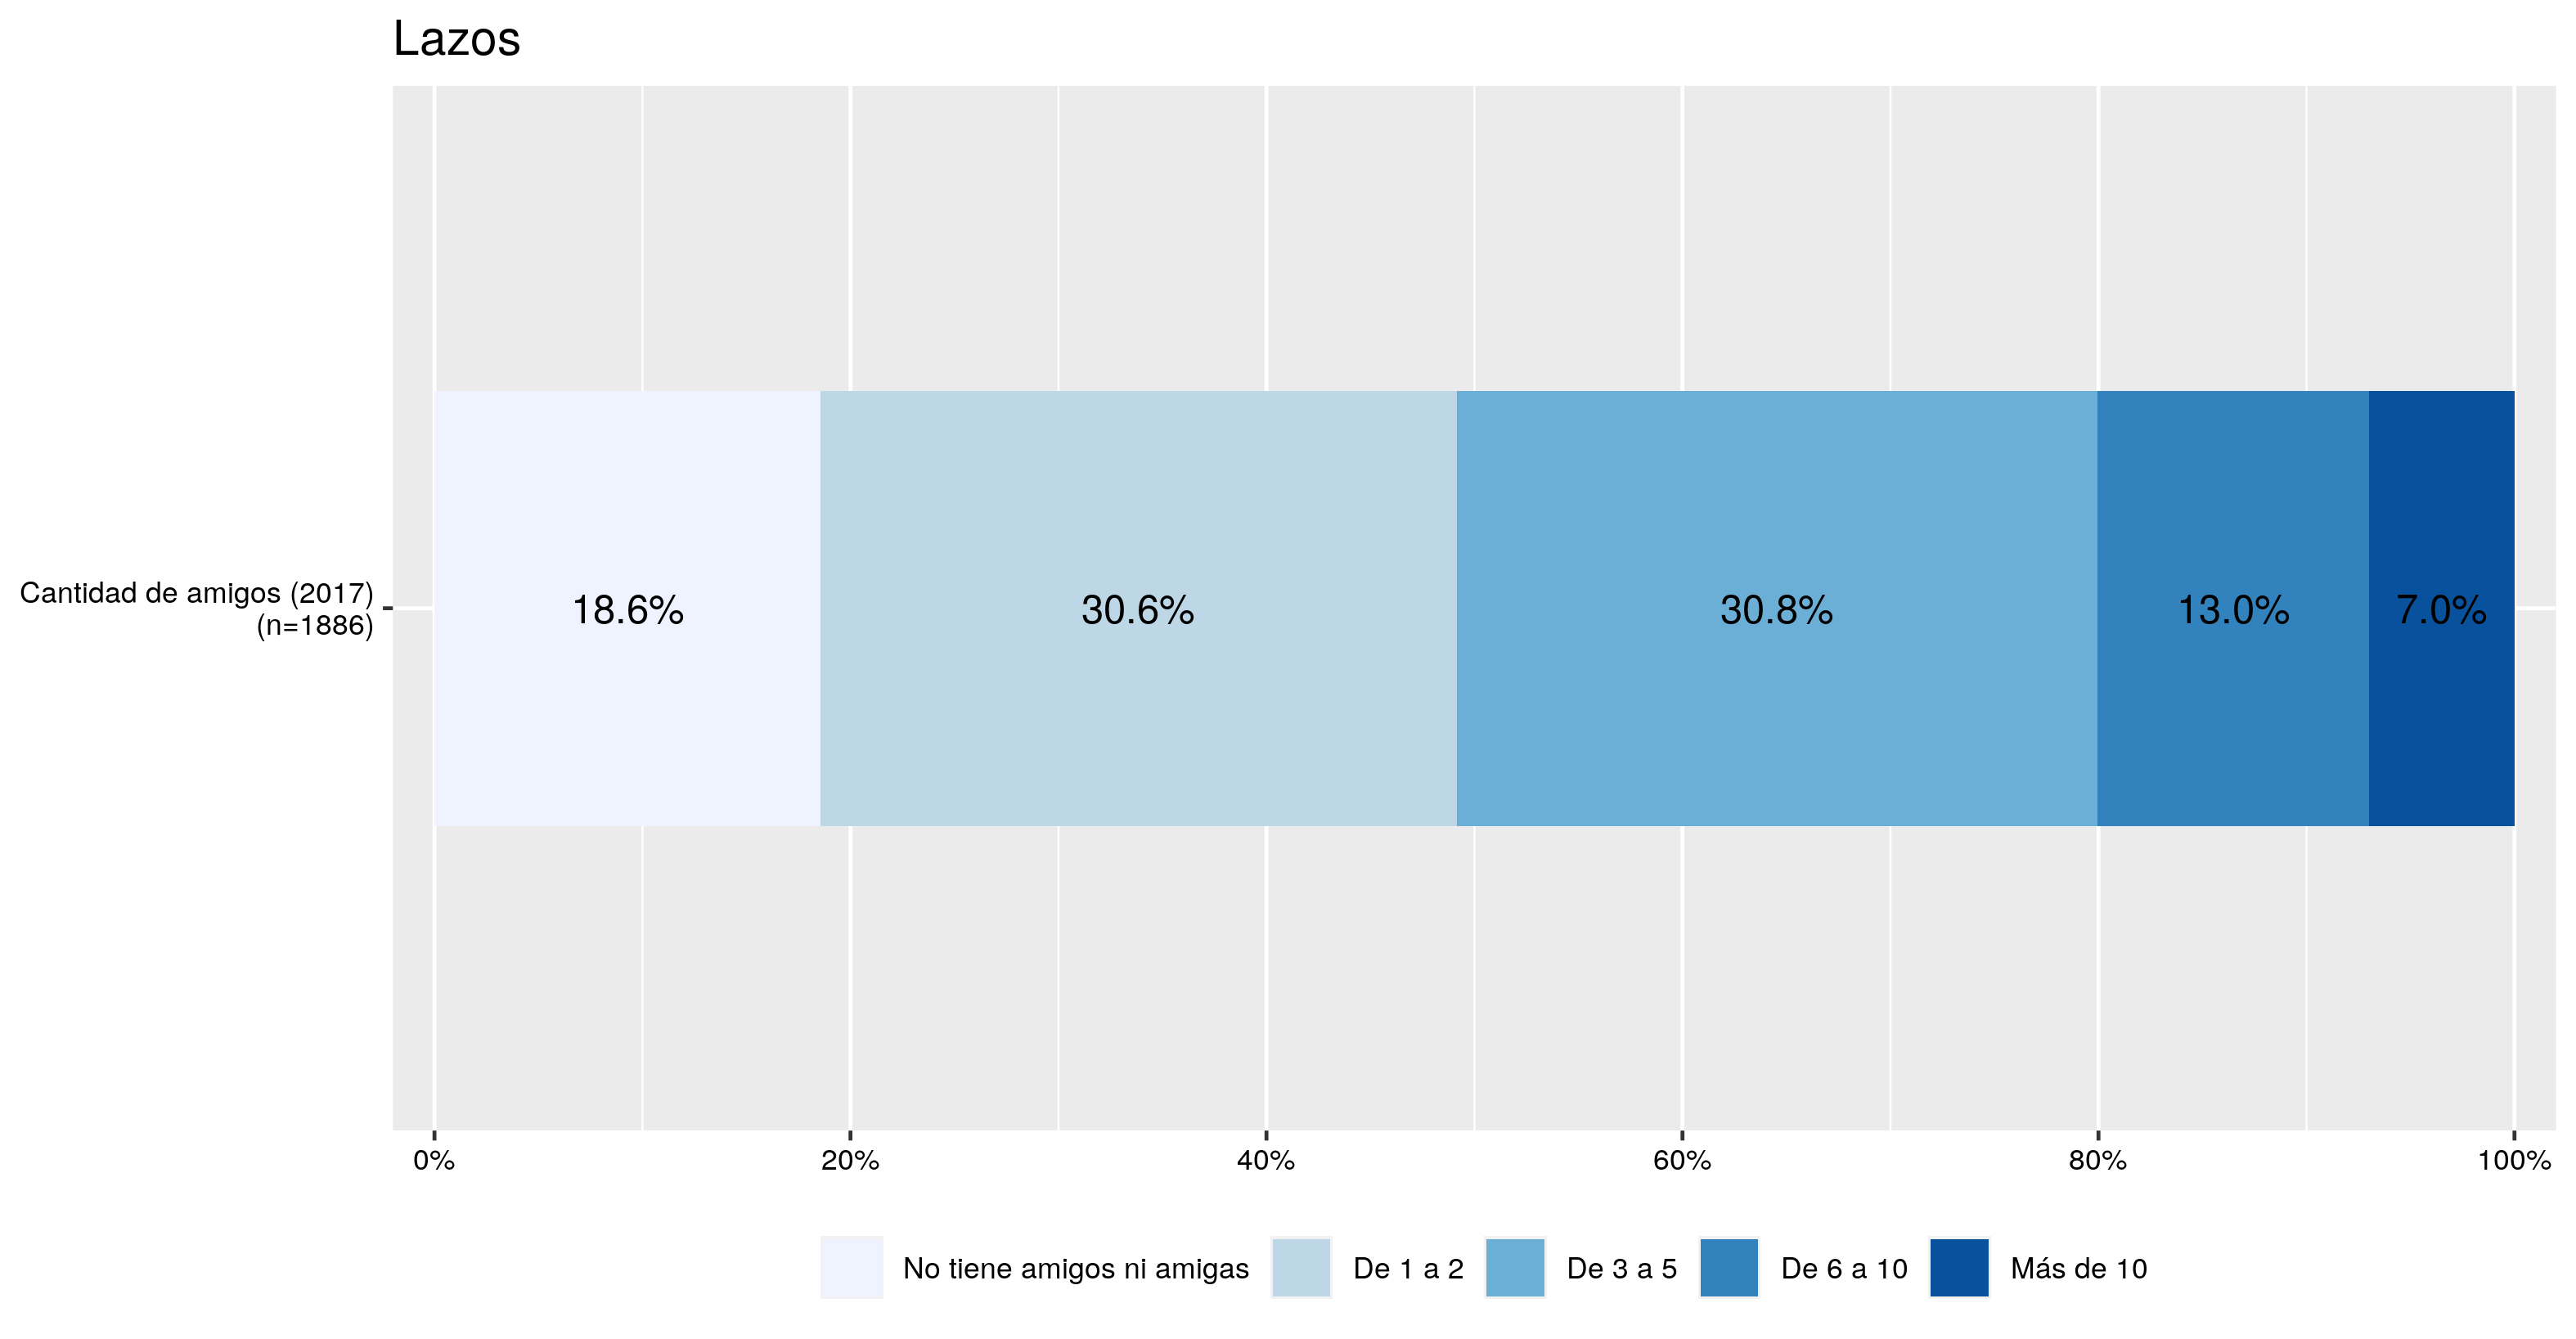 Lazos
Cantidad de amigos (2017)
(n=1886)
18.6%
30.6%
30.8%
13.0%
7.0%
0%
20%
40%
60%
80%
100%
No tiene amigos ni amigas
De 1 a 2
De 3 a 5
De 6 a 10
Más de 10